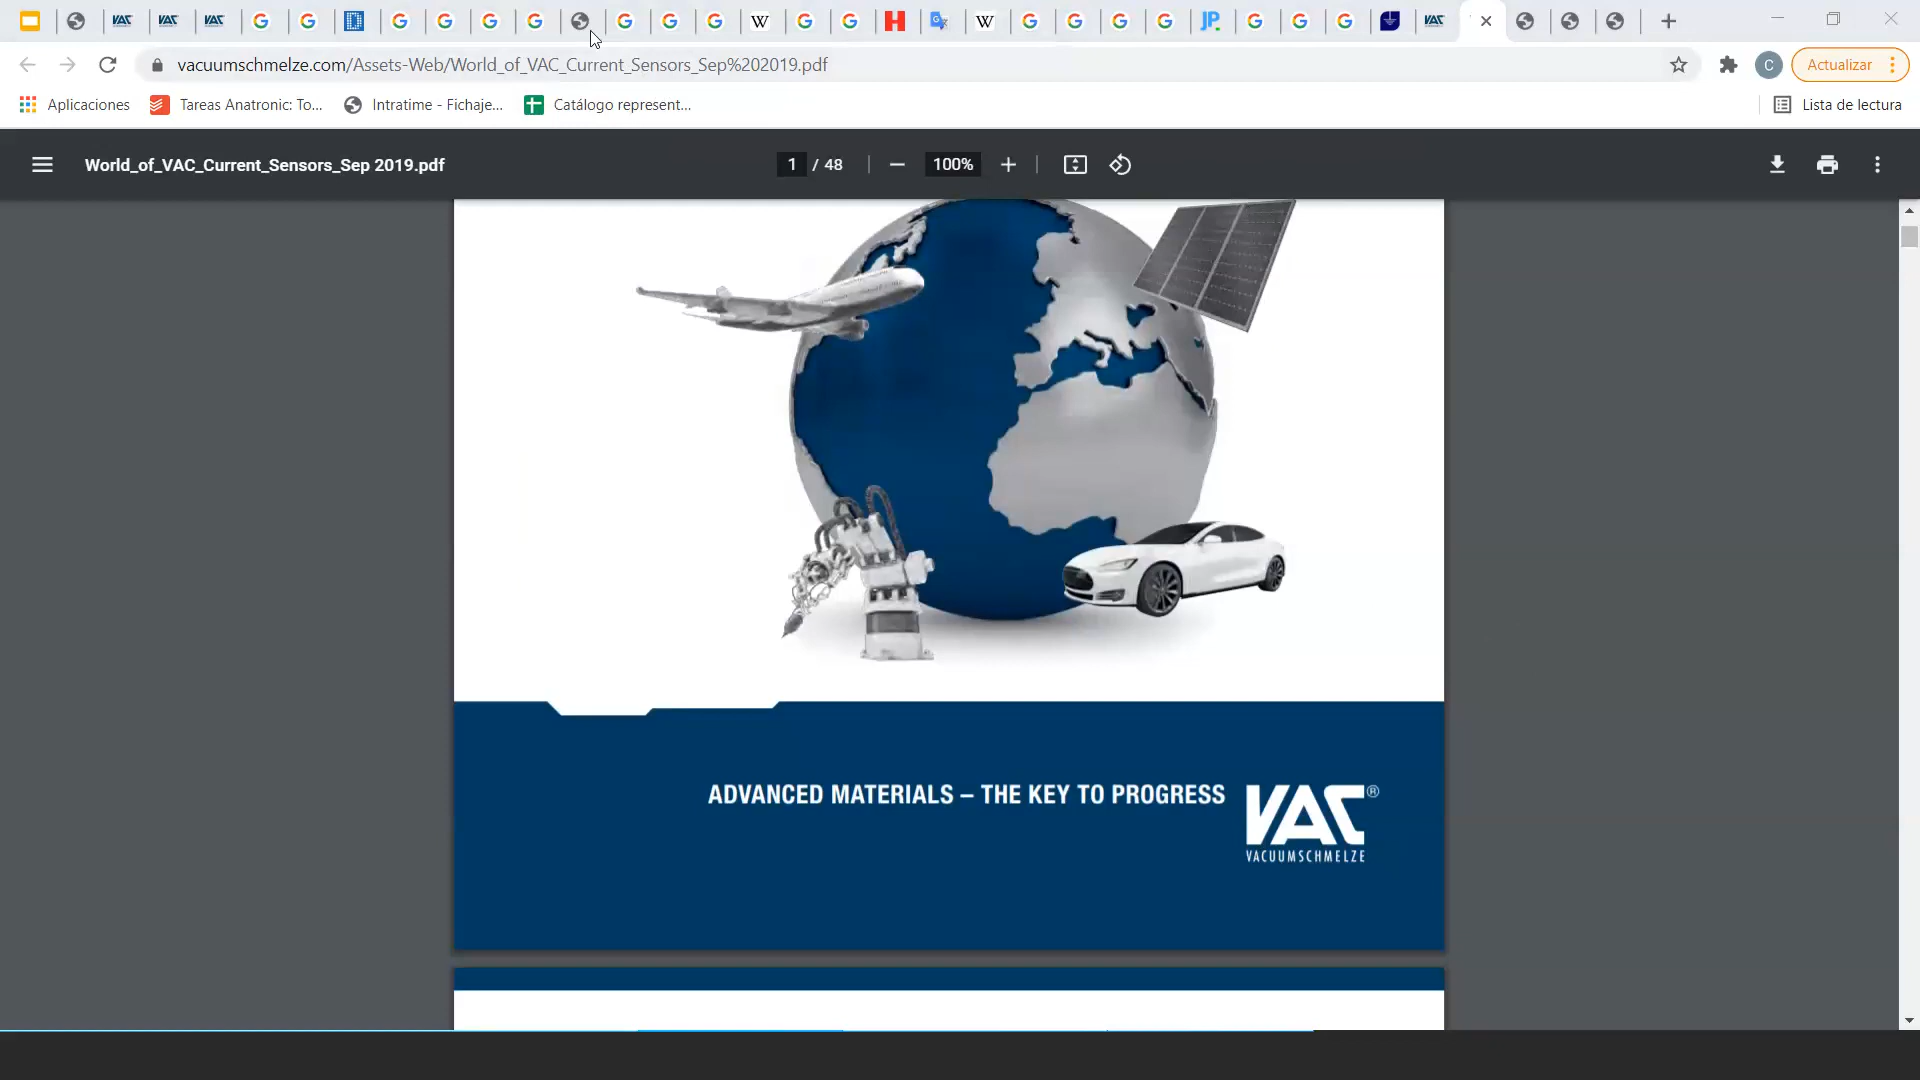 vacuumschmelze.com/Assets-Web/World_of_VAC_Current_Sensors_Sep%202019.pdf
C
Actualizar
Aplicaciones
Tareas Anatronic: To...
Intratime - Fichaje...
Catálogo represent...
Lista de lectura
World_of_VAC_Current_Sensors_Sep 2019.pdf
1 / 48
100%
ADVANCED MATERIALS – THE KEY TO PROGRESS
VAC®
VACUUMSCHMELZE